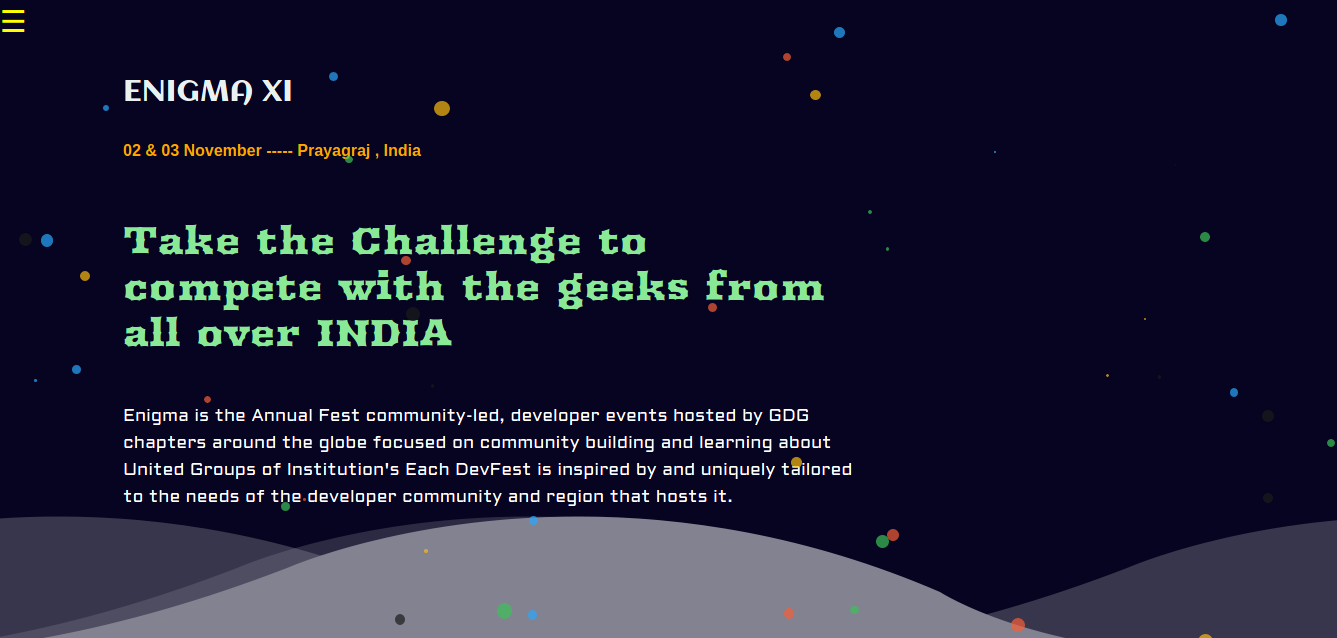 ENIGMA XI
02 & 03 November ----- Prayagraj , India
Take the Challenge to
compete with the geeks from
all over INDIA
Enigma is the Annual Fest community-led, developer events hosted by GDG
chapters around the globe focused on community building and learning about
United Groups of Institution's Each DevFest is inspired by and uniquely tailored
to the needs of the developer community and region that hosts it.